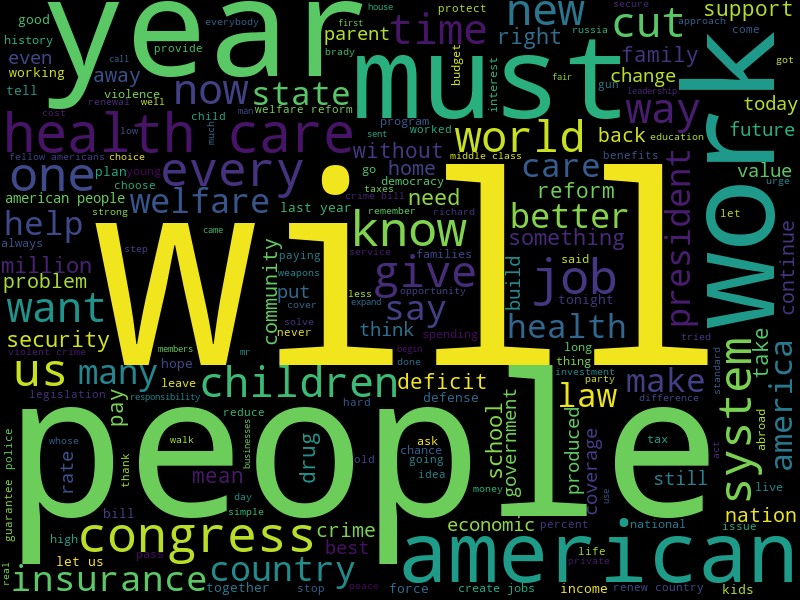 good
everybody
year
history
provide
even
working
away
tell
violence
call
renewal
well
cost
child
low
much
man
now
state
welfare reform
first
house
parent
brady
time
protect
budget
interest
new
right
russia
fair
gun
cut
family
change
secure
support
approach
come
must
got
today
leadership
work
health care
fellow americans
choice
plan
young
choose
sent
program
worked
without
world
middle class
way
back
education
future
one
every
care
benefits
value
american people
strong
welfare
last year
go
home
democracy
taxes
need
crime bill
remember
richard
reform
better
president
urge
let
help
always
step
came
know
something
continue
million
problem
community
paying
service
families
weapons
give
said
build
job
tonight
want
put
cover
less
opportunity
expand
say
will
security
solve
never
think
spending
health
tried
violent crime
members
mr
begin
long
thing
us
many
hope
leave
children
done
deficit
investment
party
make
standard
take
america
legislation
responsibility
pay
reduce
hard
defense
law
difference
system
people
guarantee police
whose
rate
walk
thank
businesses
drug
mean
day
simple
old
ask
chance
going
idea
money
school
government
produced
coverage
use
tax
still
act
abroad
live
issue
nation
high
bill
congress
crime
best
economic
percent
national
real
let us
pass
insurance
country
together
stop
peace
force
american
life
private
create jobs
income
renew country
kids